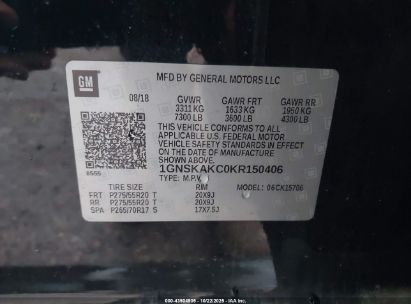 GM
MFD BY GENERAL MOTORS LLC
08/18 GVWR GAWR FRT GAWR RR
3311 KG 1633 KG 1950 KG
7300 LB 3600 LB 4300 LB
THIS VEHICLE CONFORMS TO ALL
APPLICABLE U.S. FEDERAL MOTOR
VEHICLE SAFETY STANDARDS IN EFFECT
ON THE DATE OF MANUFACTURE SHOWN ABOVE.
1GNSKAKC0KR150406
TYPE: M.P.V. MODEL: 06CK15706
TIRE SIZE RIM
FRT P275/55R20 T 20X9J
RR P275/55R20 T 20X9J
SPA P265/70R17 S 17X7.5J